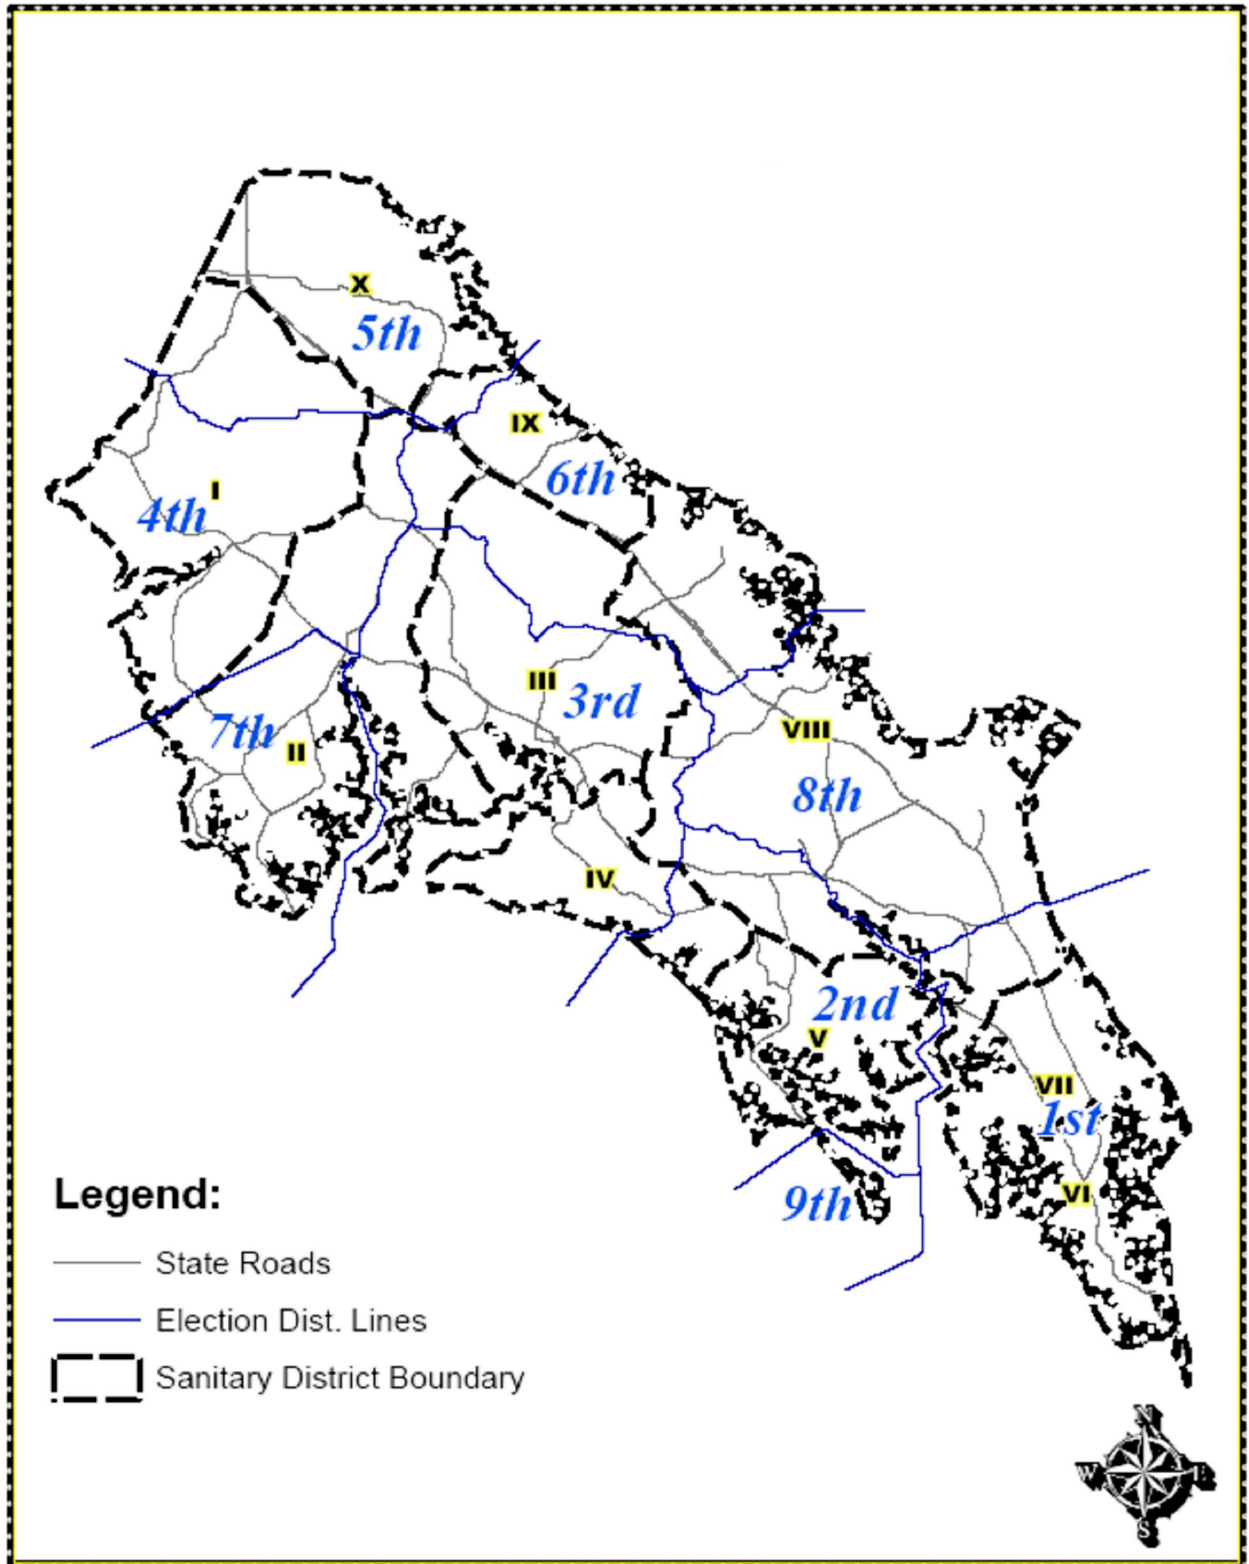 X
5th
IX
6th
I
4th
III
3rd
7th
II
VIII
8th
IV
2nd
V
VII
1st
VI
9th
Legend:
State Roads
Election Dist. Lines
Sanitary District Boundary
N
W E
S